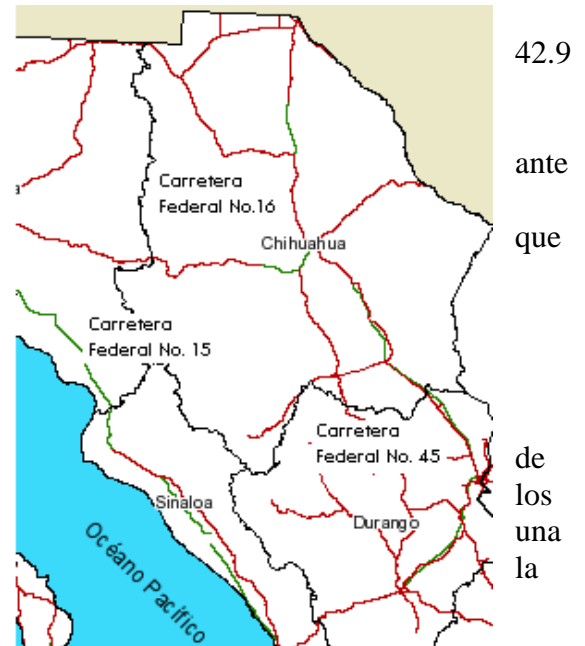 42.9
ante
Carretera
Federal No.16
que
Chihuahua
Carretera
Federal No. 15
Carretera
Federal No. 45
de
los
Sinaloa
Durango
una
la
Océano Pacífico